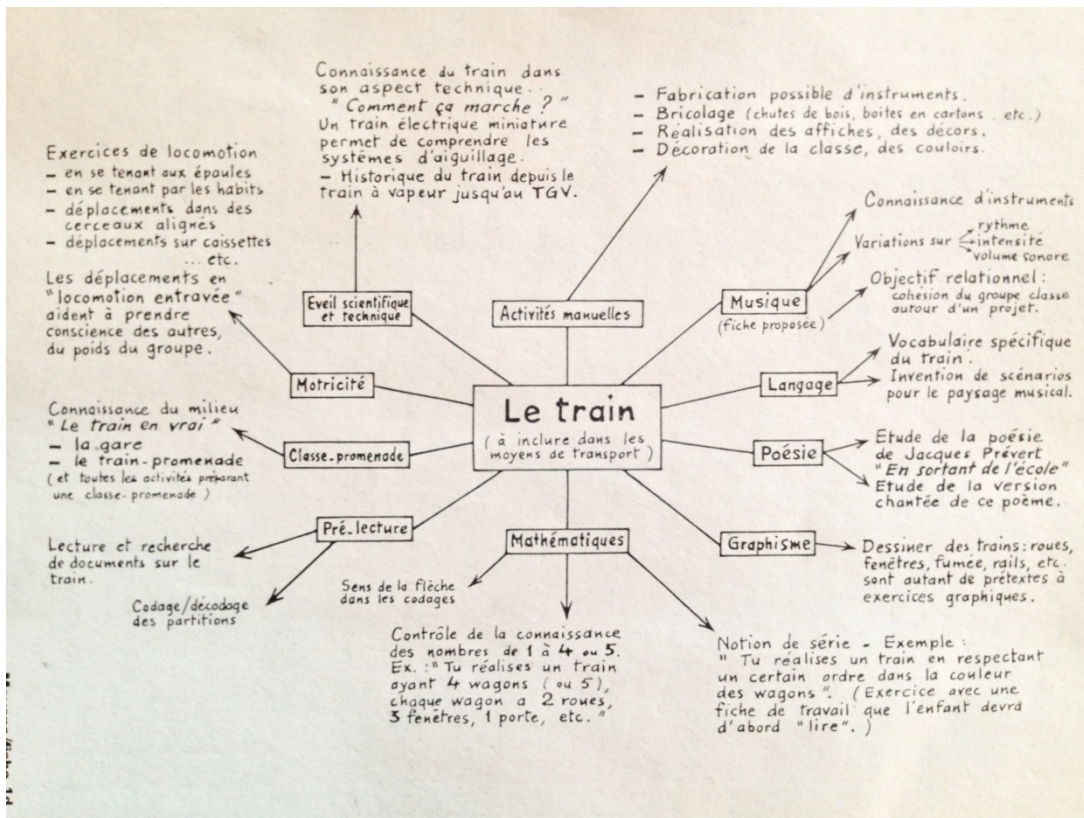 Connaissance du train dans
son aspect technique..
"Comment ça marche ?"
Un train électrique miniature
permet de comprendre les
systèmes d'aiguillage.
– Historique du train depuis le
train à vapeur jusqu'au TGV.
Eveil scientifique
et technique
– Fabrication possible d'instruments.
– Bricolage (chutes de bois, boites en cartons. etc.)
– Réalisation des affiches, des décors.
– Décoration de la classe, des couloirs.
Activités manuelles
Connaissance d'instruments
Variations sur
rythme
intensité
volume sonore
Objectif relationnel :
cohésion du groupe classe
autour d'un projet.
Musique
(fiche proposée)
Exercices de locomotion
– en se tenant aux épaules
– en se tenant par les habits
– déplacements dans des
cerceaux alignés
– déplacements sur caissettes
... etc.
Les déplacements en
"locomotion entravée"
aident à prendre
conscience des autres,
du poids du groupe.
Motricité
Le train
(à inclure dans les
moyens de transport)
Langage
Vocabulaire spécifique
du train.
Invention de scénarios
pour le paysage musical.
Connaissance du milieu
"Le train en vrai"
– la gare
– le train-promenade
(et toutes les activités préparant
une classe-promenade)
Classe-promenade
Poésie
Etude de la poésie
de Jacques Prévert
"En sortant de l'école"
Etude de la version
chantée de ce poème.
Pré-lecture
Lecture et recherche
de documents sur le
train.
Codage/décodage
des partitions
Mathématiques
Sens de la flèche
dans les codages
Contrôle de la connaissance
des nombres de 1 à 4 ou 5.
Ex. : "Tu réalises un train
ayant 4 wagons (ou 5),
chaque wagon a 2 roues,
3 fenêtres, 1 porte, etc."
Notion de série – Exemple :
"Tu réalises un train en respectant
un certain ordre dans la couleur
des wagons". (Exercice avec une
fiche de travail que l'enfant devra
d'abord "lire".)
Graphisme
Dessiner des trains : roues,
fenêtres, fumée, rails, etc.
sont autant de prétextes à
exercices graphiques.